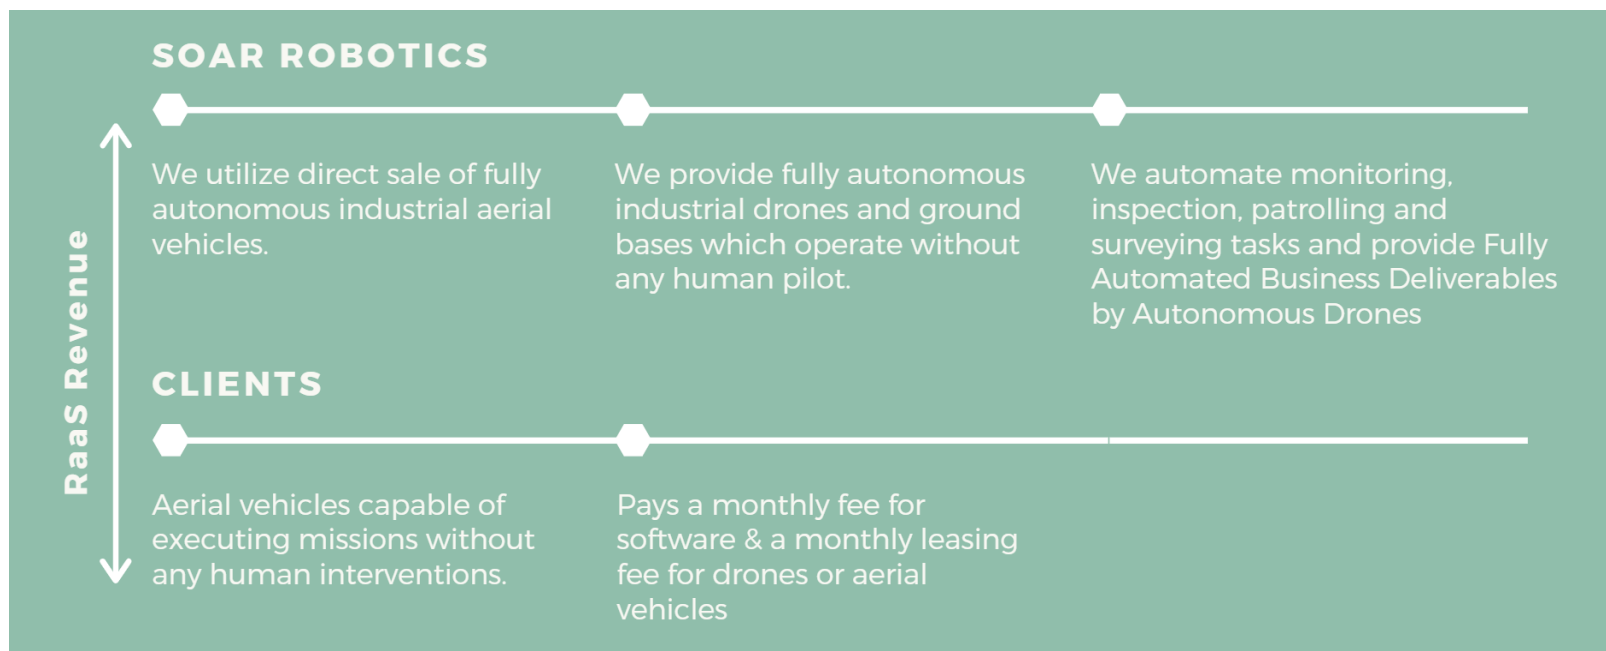 SOAR ROBOTICS
We utilize direct sale of fully
autonomous industrial aerial
vehicles.
We provide fully autonomous
industrial drones and ground
bases which operate without
any human pilot.
We automate monitoring,
inspection, patrolling and
surveying tasks and provide Fully
Automated Business Deliverables
by Autonomous Drones
RaaS Revenue
CLIENTS
Aerial vehicles capable of
executing missions without
any human interventions.
Pays a monthly fee for
software & a monthly leasing
fee for drones or aerial
vehicles